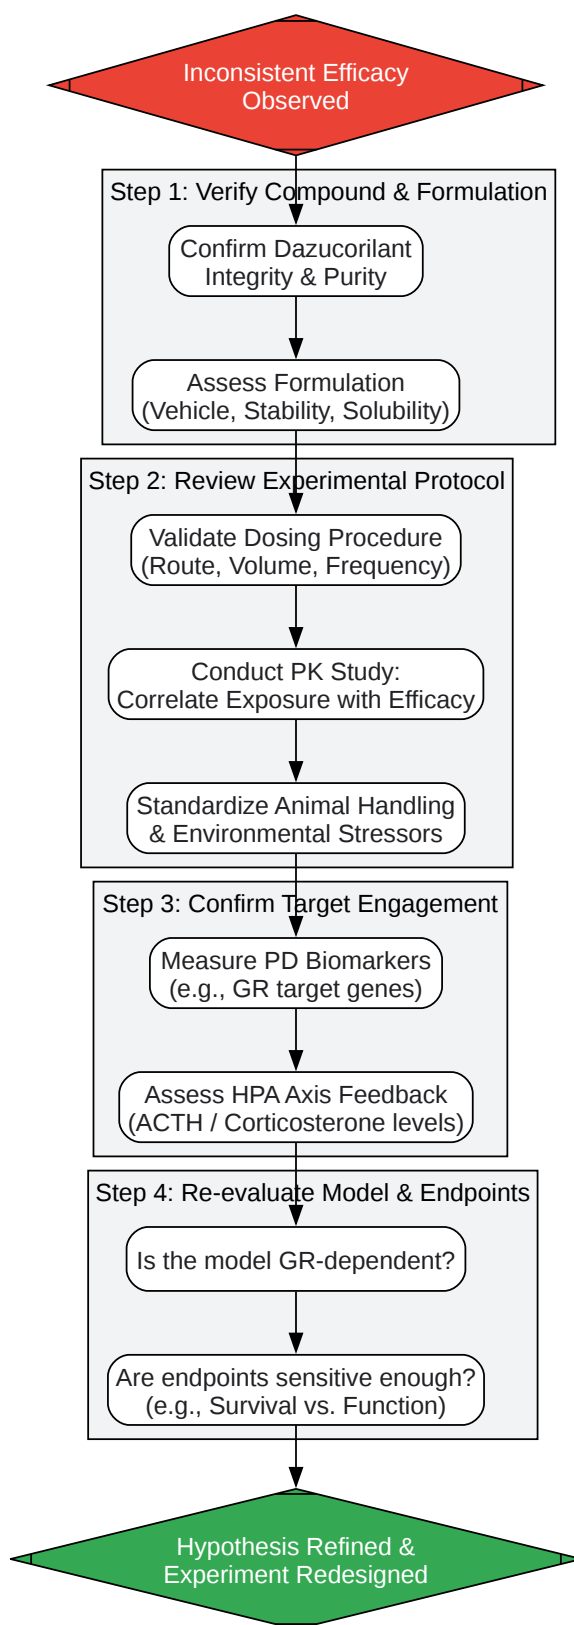 Inconsistent Efficacy
Observed
Step 1: Verify Compound & Formulation
Confirm Dazucorilant
Integrity & Purity
Assess Formulation
(Vehicle, Stability, Solubility)
Step 2: Review Experimental Protocol
Validate Dosing Procedure
(Route, Volume, Frequency)
Conduct PK Study:
Correlate Exposure with Efficacy
Standardize Animal Handling
& Environmental Stressors
Step 3: Confirm Target Engagement
Measure PD Biomarkers
(e.g., GR target genes)
Assess HPA Axis Feedback
(ACTH / Corticosterone levels)
Step 4: Re-evaluate Model & Endpoints
Is the model GR-dependent?
Are endpoints sensitive enough?
(e.g., Survival vs. Function)
Hypothesis Refined &
Experiment Redesigned